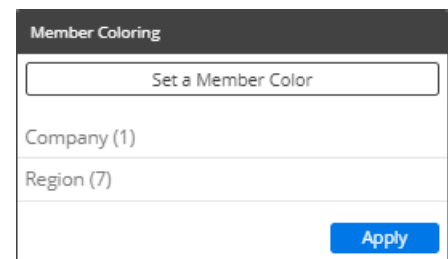 Member Coloring
Set a Member Color
Company (1)
Region (7)
Apply